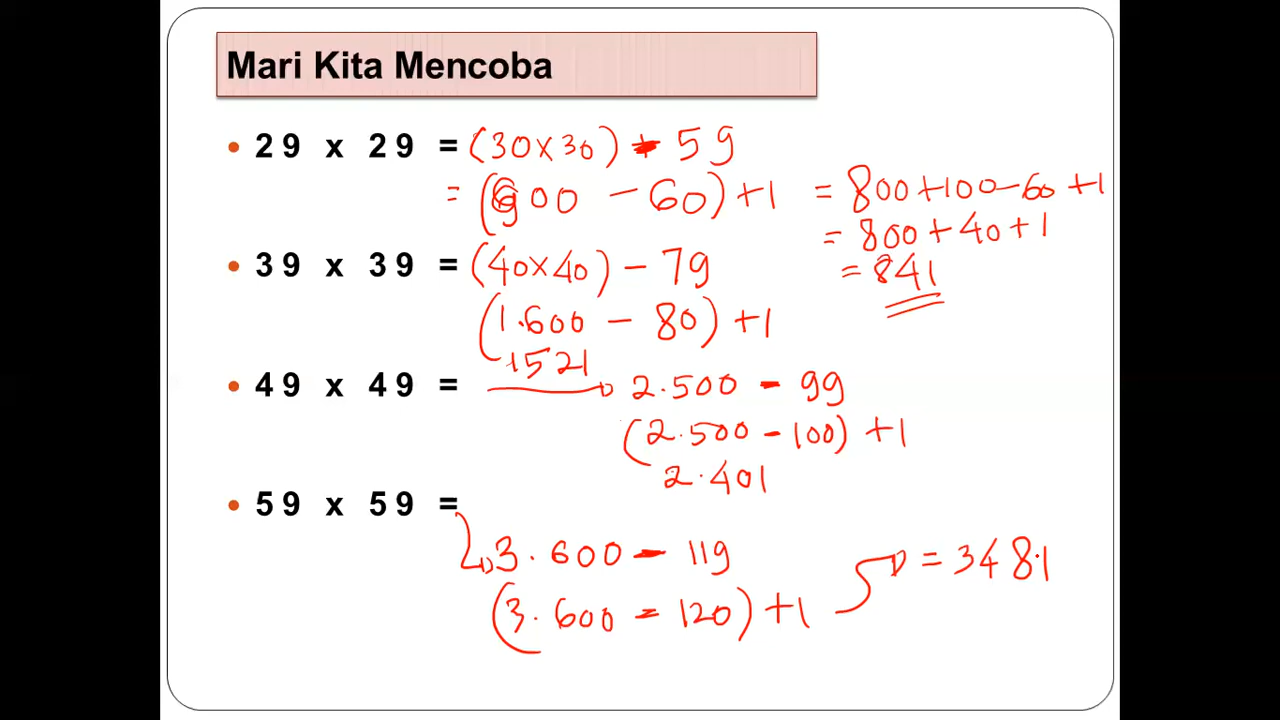 Mari Kita Mencoba
• 29 x 29 = (30x30) - 59
= (900 - 60) + 1 = 800+100-60+1
= 800+40+1
= 841
• 39 x 39 = (40x40) - 79
(1.600 - 80) + 1
1521
• 49 x 49 = → 2.500 - 99
(2.500 - 100) + 1
2.401
• 59 x 59 =
→ 3.600 - 119
(3.600 - 120) + 1 → = 3481